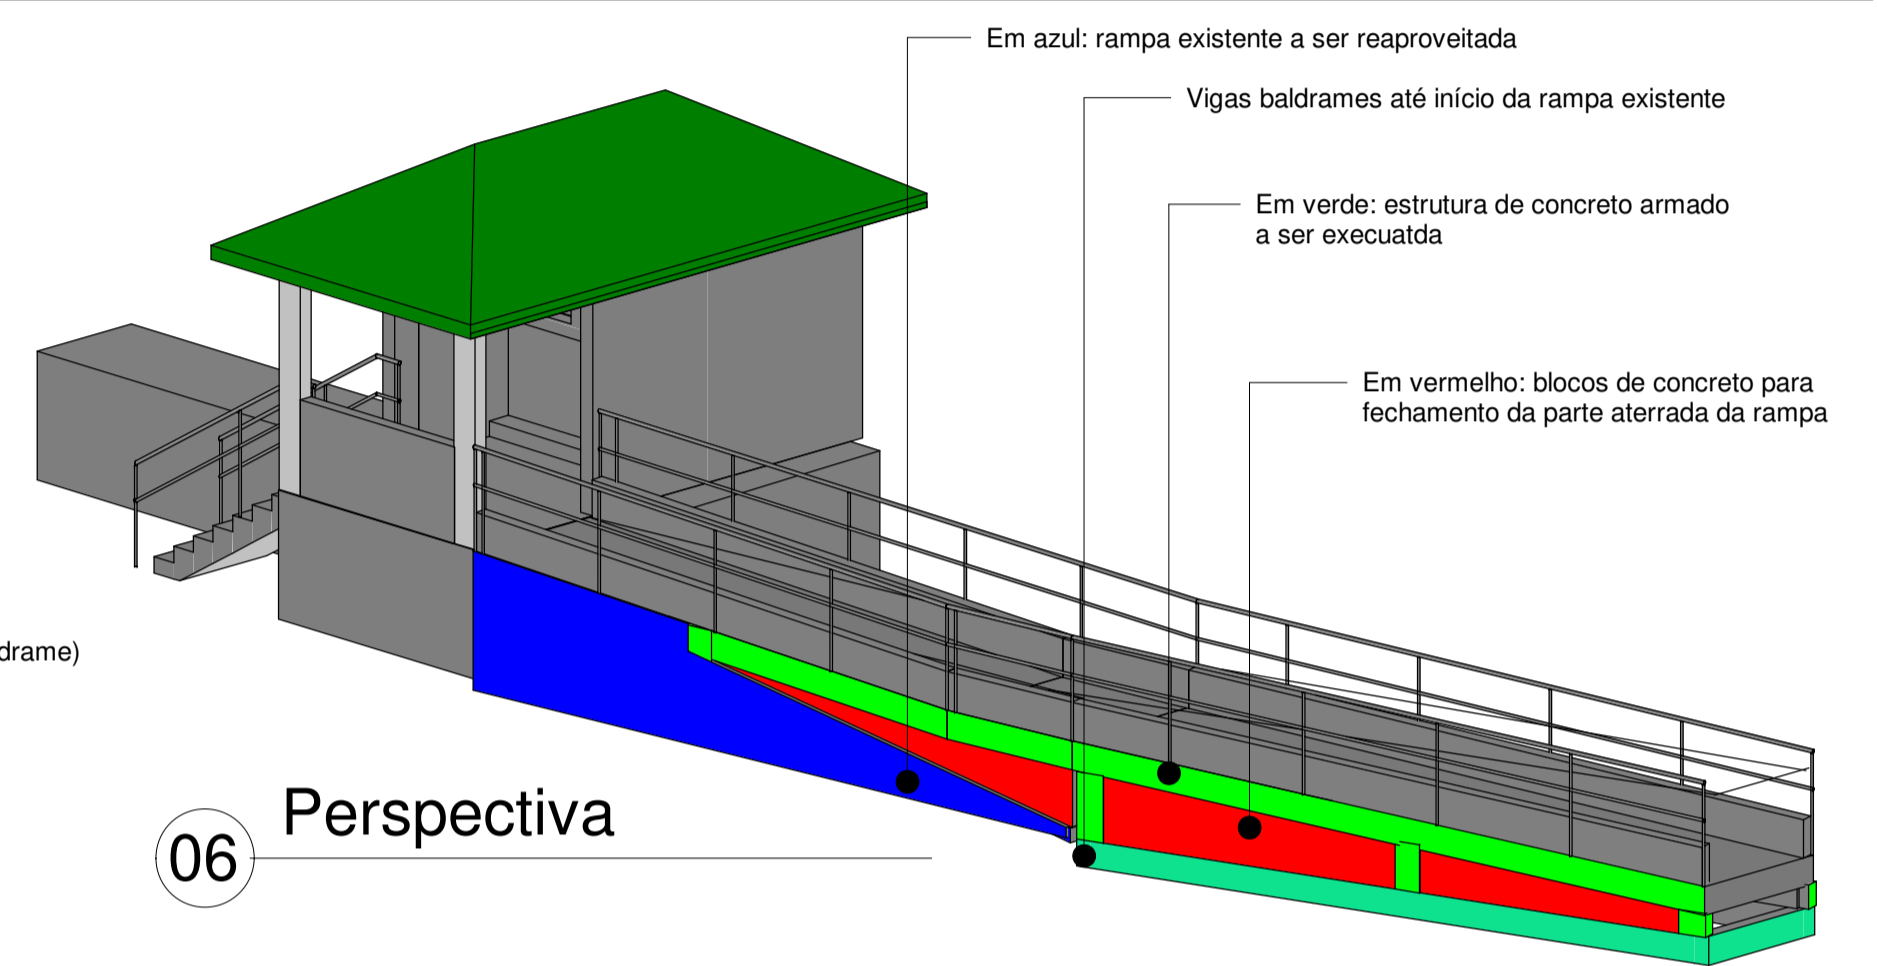 Em azul: rampa existente a ser reaproveitada
Vigas baldrames até início da rampa existente
Em verde: estrutura de concreto armado
a ser execuatda
Em vermelho: blocos de concreto para
fechamento da parte aterrada da rampa
drame)
Perspectiva
06